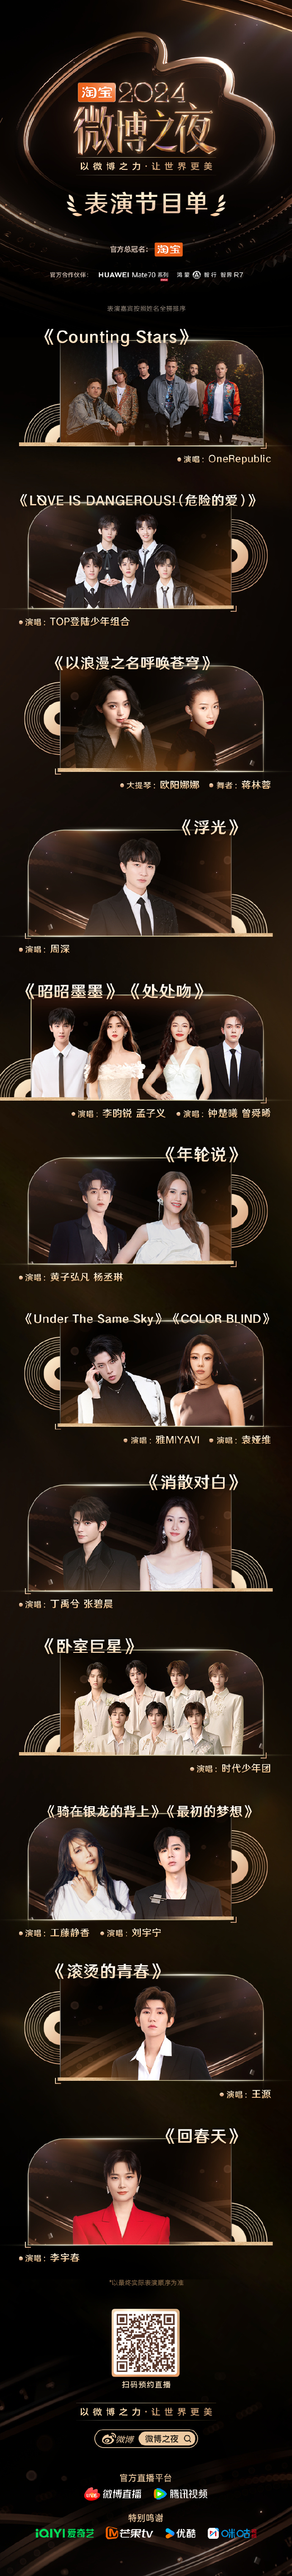 淘宝 2024
微博之夜
以微博之力·让世界更美
表演节目单
官方总冠名： 淘宝
官方合作伙伴： HUAWEI Mate70 系列 鸿蒙智行 智界R7
表演嘉宾按姓名坐标排序
《Counting Stars》
演唱：OneRepublic
《LOVE IS DANGEROUS!（危险的爱）》
演唱：TOP登陆少年组合
《以浪漫之名呼唤苍穹》
大提琴：欧阳娜娜 舞者：蒋林蓉
《浮光》
演唱：周深
《昭昭墨墨》《处处吻》
演唱：李昀锐 孟子义 演唱：钟楚曦 曾舜晞
《年轮说》
演唱：黄子弘凡 杨丞琳
《Under The Same Sky》《COLOR BLIND》
演唱：雅MIYAVI 演唱：袁娅维
《消散对白》
演唱：丁禹兮 张碧晨
《卧室巨星》
演唱：时代少年团
《骑在银龙的背上》《最初的梦想》
演唱：工藤静香 演唱：刘宇宁
《滚烫的青春》
演唱：王源
《回春天》
演唱：李宇春
*以最终实际表演顺序为准
扫码预约直播
以微博之力·让世界更美
微博 微博之夜
官方直播平台
微博直播 腾讯视频
特别鸣谢
iQIYI 爱奇艺 芒果tv 优酷 咪咕